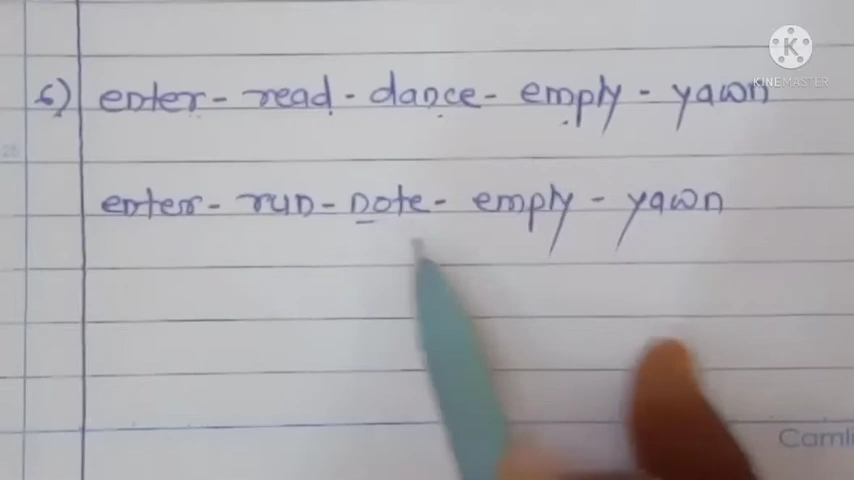 K
KINEMASTER
6) enter - read - dance - empty - yawn
enter - run - note - empty - yawn